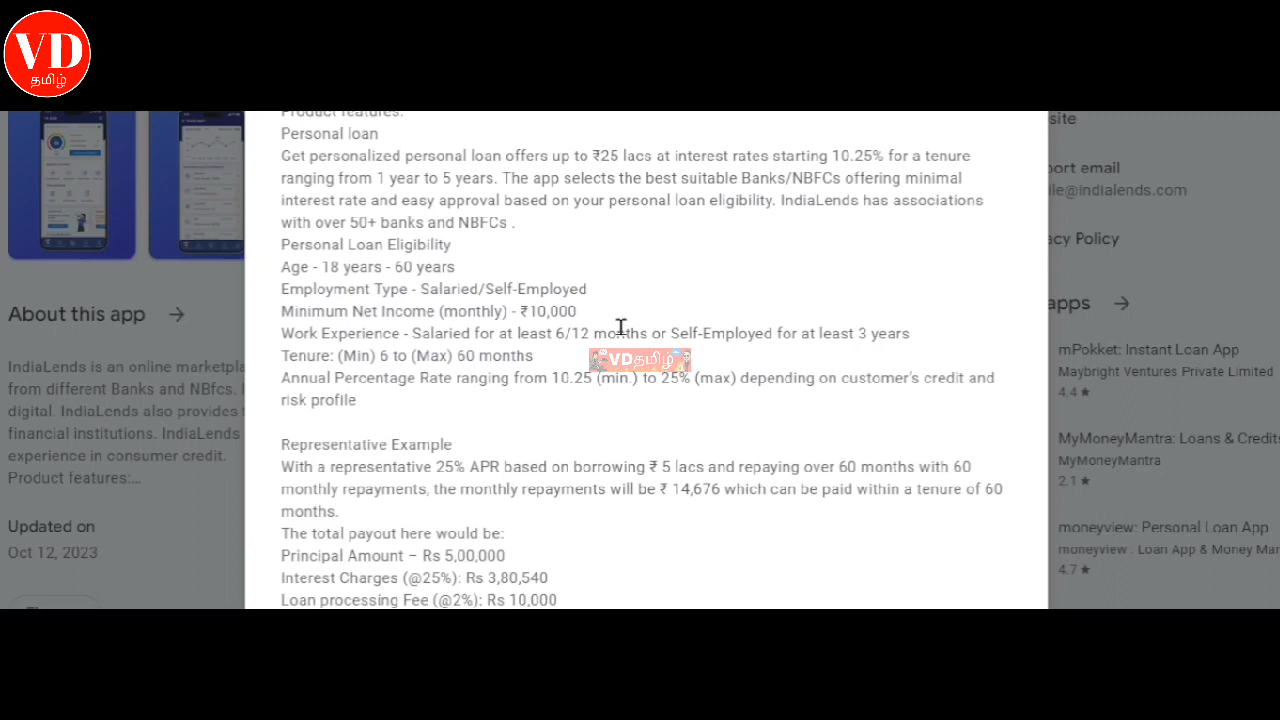 VD
தமிழ்
Product features:
Personal loan
Get personalized personal loan offers up to ₹25 lacs at interest rates starting 10.25% for a tenure
ranging from 1 year to 5 years. The app selects the best suitable Banks/NBFCs offering minimal
interest rate and easy approval based on your personal loan eligibility. IndiaLends has associations
with over 50+ banks and NBFCs .
Personal Loan Eligibility
Age - 18 years - 60 years
Employment Type - Salaried/Self-Employed
Minimum Net Income (monthly) - ₹10,000
Work Experience - Salaried for at least 6/12 months or Self-Employed for at least 3 years
Tenure: (Min) 6 to (Max) 60 months
VDதமிழ்
Annual Percentage Rate ranging from 10.25 (min.) to 25% (max) depending on customer's credit and
risk profile
Representative Example
With a representative 25% APR based on borrowing ₹ 5 lacs and repaying over 60 months with 60
monthly repayments, the monthly repayments will be ₹ 14,676 which can be paid within a tenure of 60
months.
The total payout here would be:
Principal Amount – Rs 5,00,000
Interest Charges (@25%): Rs 3,80,540
Loan processing Fee (@2%): Rs 10,000
About this app →
IndiaLends is an online marketpla
from different Banks and NBfcs. I
digital. IndiaLends also provides t
financial institutions. IndiaLends
experience in consumer credit.
Product features:...
Updated on
Oct 12, 2023
site
port email
ile@indialends.com
acy Policy
apps →
mPokket: Instant Loan App
Maybright Ventures Private Limited
4.4 ★
MyMoneyMantra: Loans & Credits
MyMoneyMantra
2.1 ★
moneyview: Personal Loan App
moneyview . Loan App & Money Man
4.7 ★